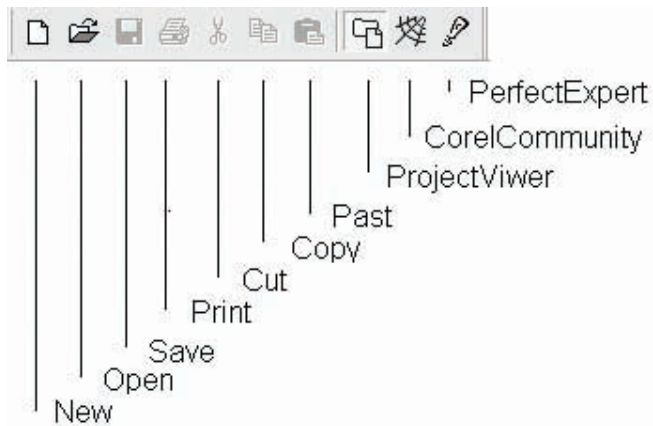 PerfectExpert
CorelCommunity
ProjectViwer
Past
Copy
Cut
Print
Save
Open
New